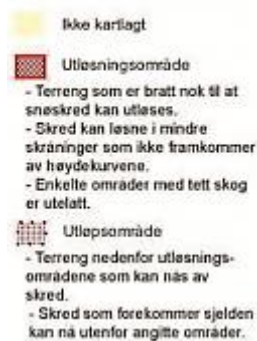 Ikke kartlagt
Utløsningsområde
- Terreng som er bratt nok til at
snøskred kan utløses.
- Skred kan løsne i mindre
skråninger som ikke framkommer
av høydekurvene.
- Enkelte områder med tett skog
er utelatt.
Utløpsområde
- Terreng nedenfor utløsnings-
områdene som kan nås av
skred.
- Skred som forekommer sjelden
kan nå utenfor angitte områder.